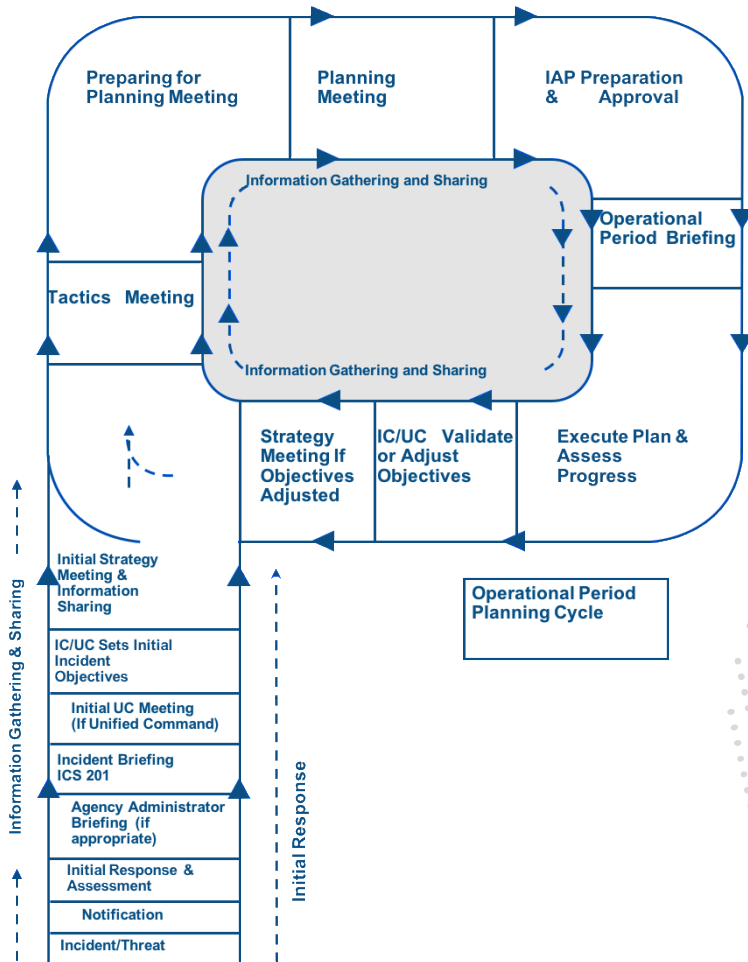 Preparing for
Planning Meeting
Planning
Meeting
IAP Preparation
& Approval
Information Gathering and Sharing
Operational
Period Briefing
Tactics Meeting
Information Gathering and Sharing
Strategy
Meeting If
Objectives
Adjusted
IC/UC Validate
or Adjust
Objectives
Execute Plan &
Assess
Progress
Initial Strategy
Meeting &
Information
Sharing
Operational Period
Planning Cycle
IC/UC Sets Initial
Incident
Objectives
Initial UC Meeting
(If Unified Command)
Incident Briefing
ICS 201
Agency Administrator
Briefing (if
appropriate)
Initial Response &
Assessment
Notification
Incident/Threat
Information Gathering & Sharing
Initial Response